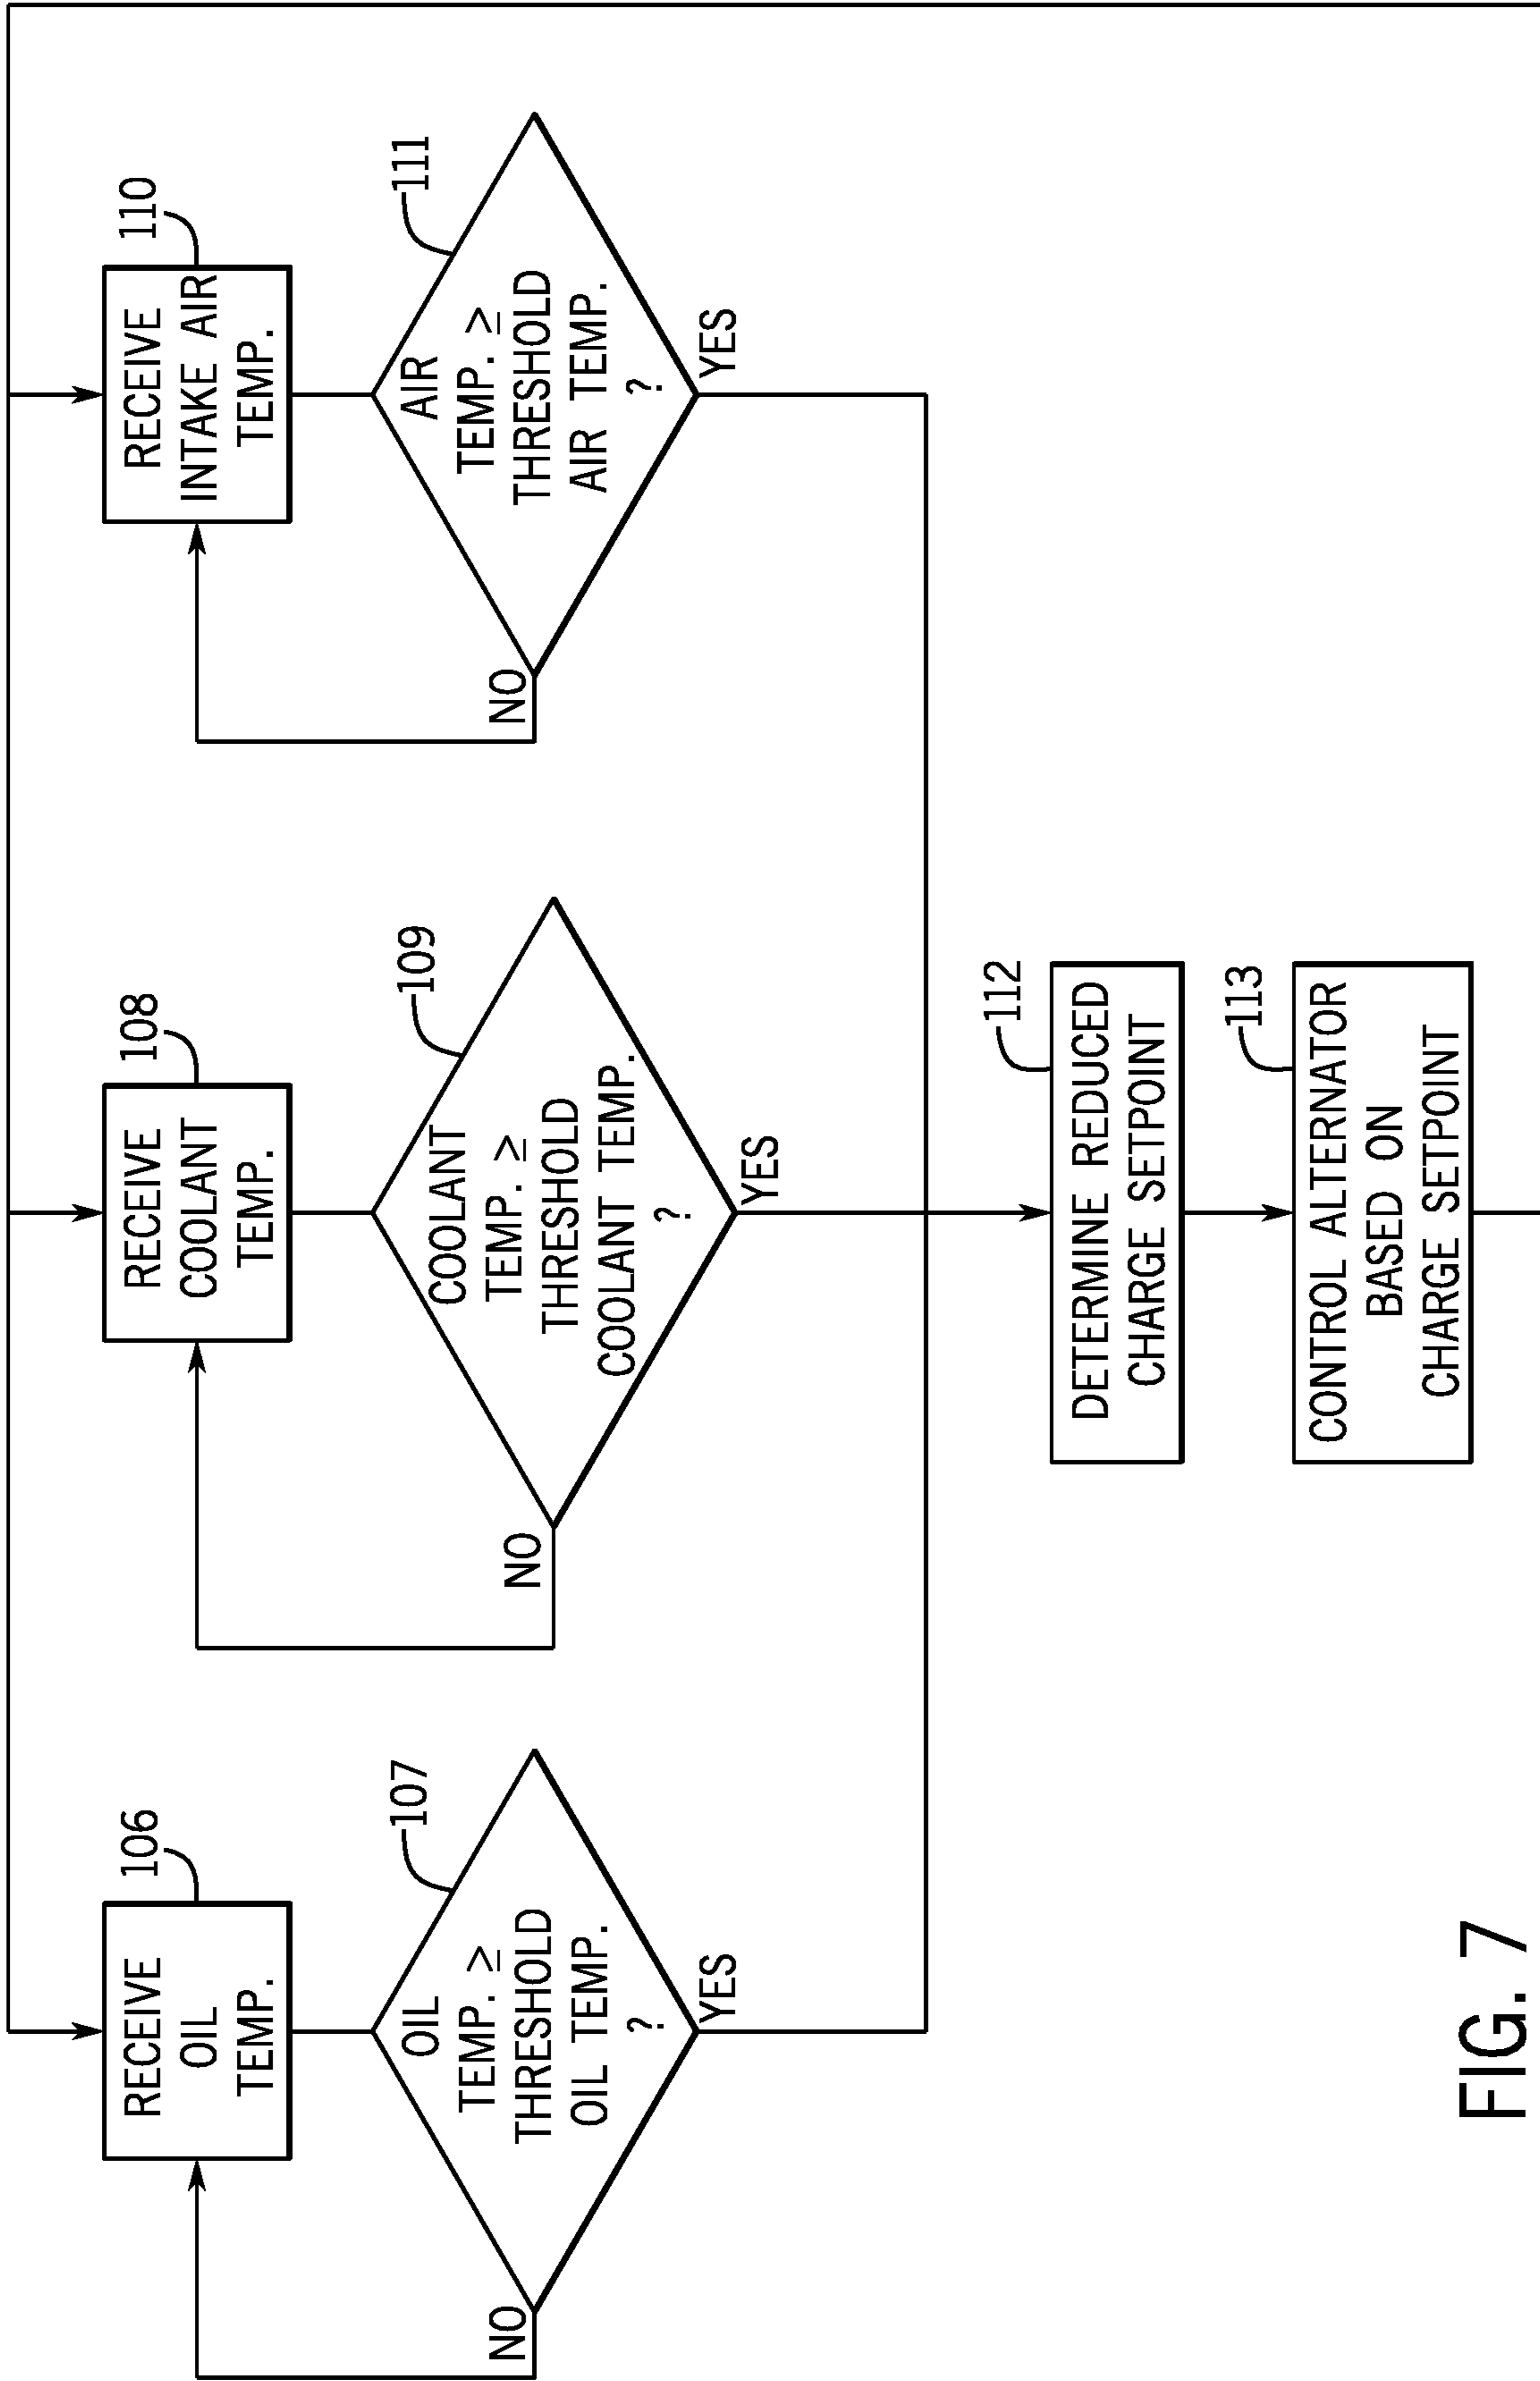 106
RECEIVE
OIL
TEMP.
107
OIL
TEMP. ≥
THRESHOLD
OIL TEMP.
?
NO
YES
108
RECEIVE
COOLANT
TEMP.
109
COOLANT
TEMP. ≥
THRESHOLD
COOLANT TEMP.
?
NO
YES
110
RECEIVE
INTAKE AIR
TEMP.
111
AIR
TEMP. ≥
THRESHOLD
AIR TEMP.
?
NO
YES
112
DETERMINE REDUCED
CHARGE SETPOINT
113
CONTROL ALTERNATOR
BASED ON
CHARGE SETPOINT
FIG. 7